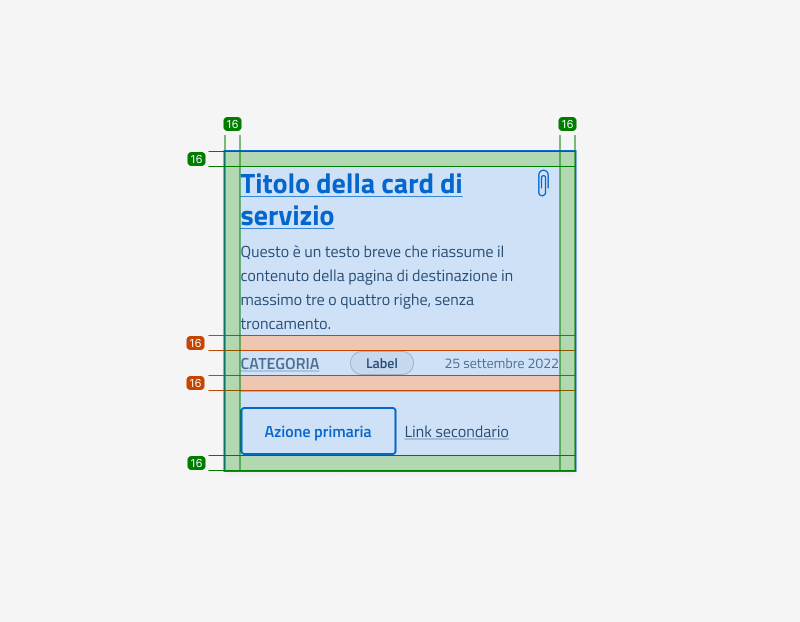 16 16
16
Titolo della card di
servizio
Questo è un testo breve che riassume il
contenuto della pagina di destinazione in
massimo tre o quattro righe, senza
troncamento.
16
CATEGORIA Label 25 settembre 2022
16
Azione primaria Link secondario
16